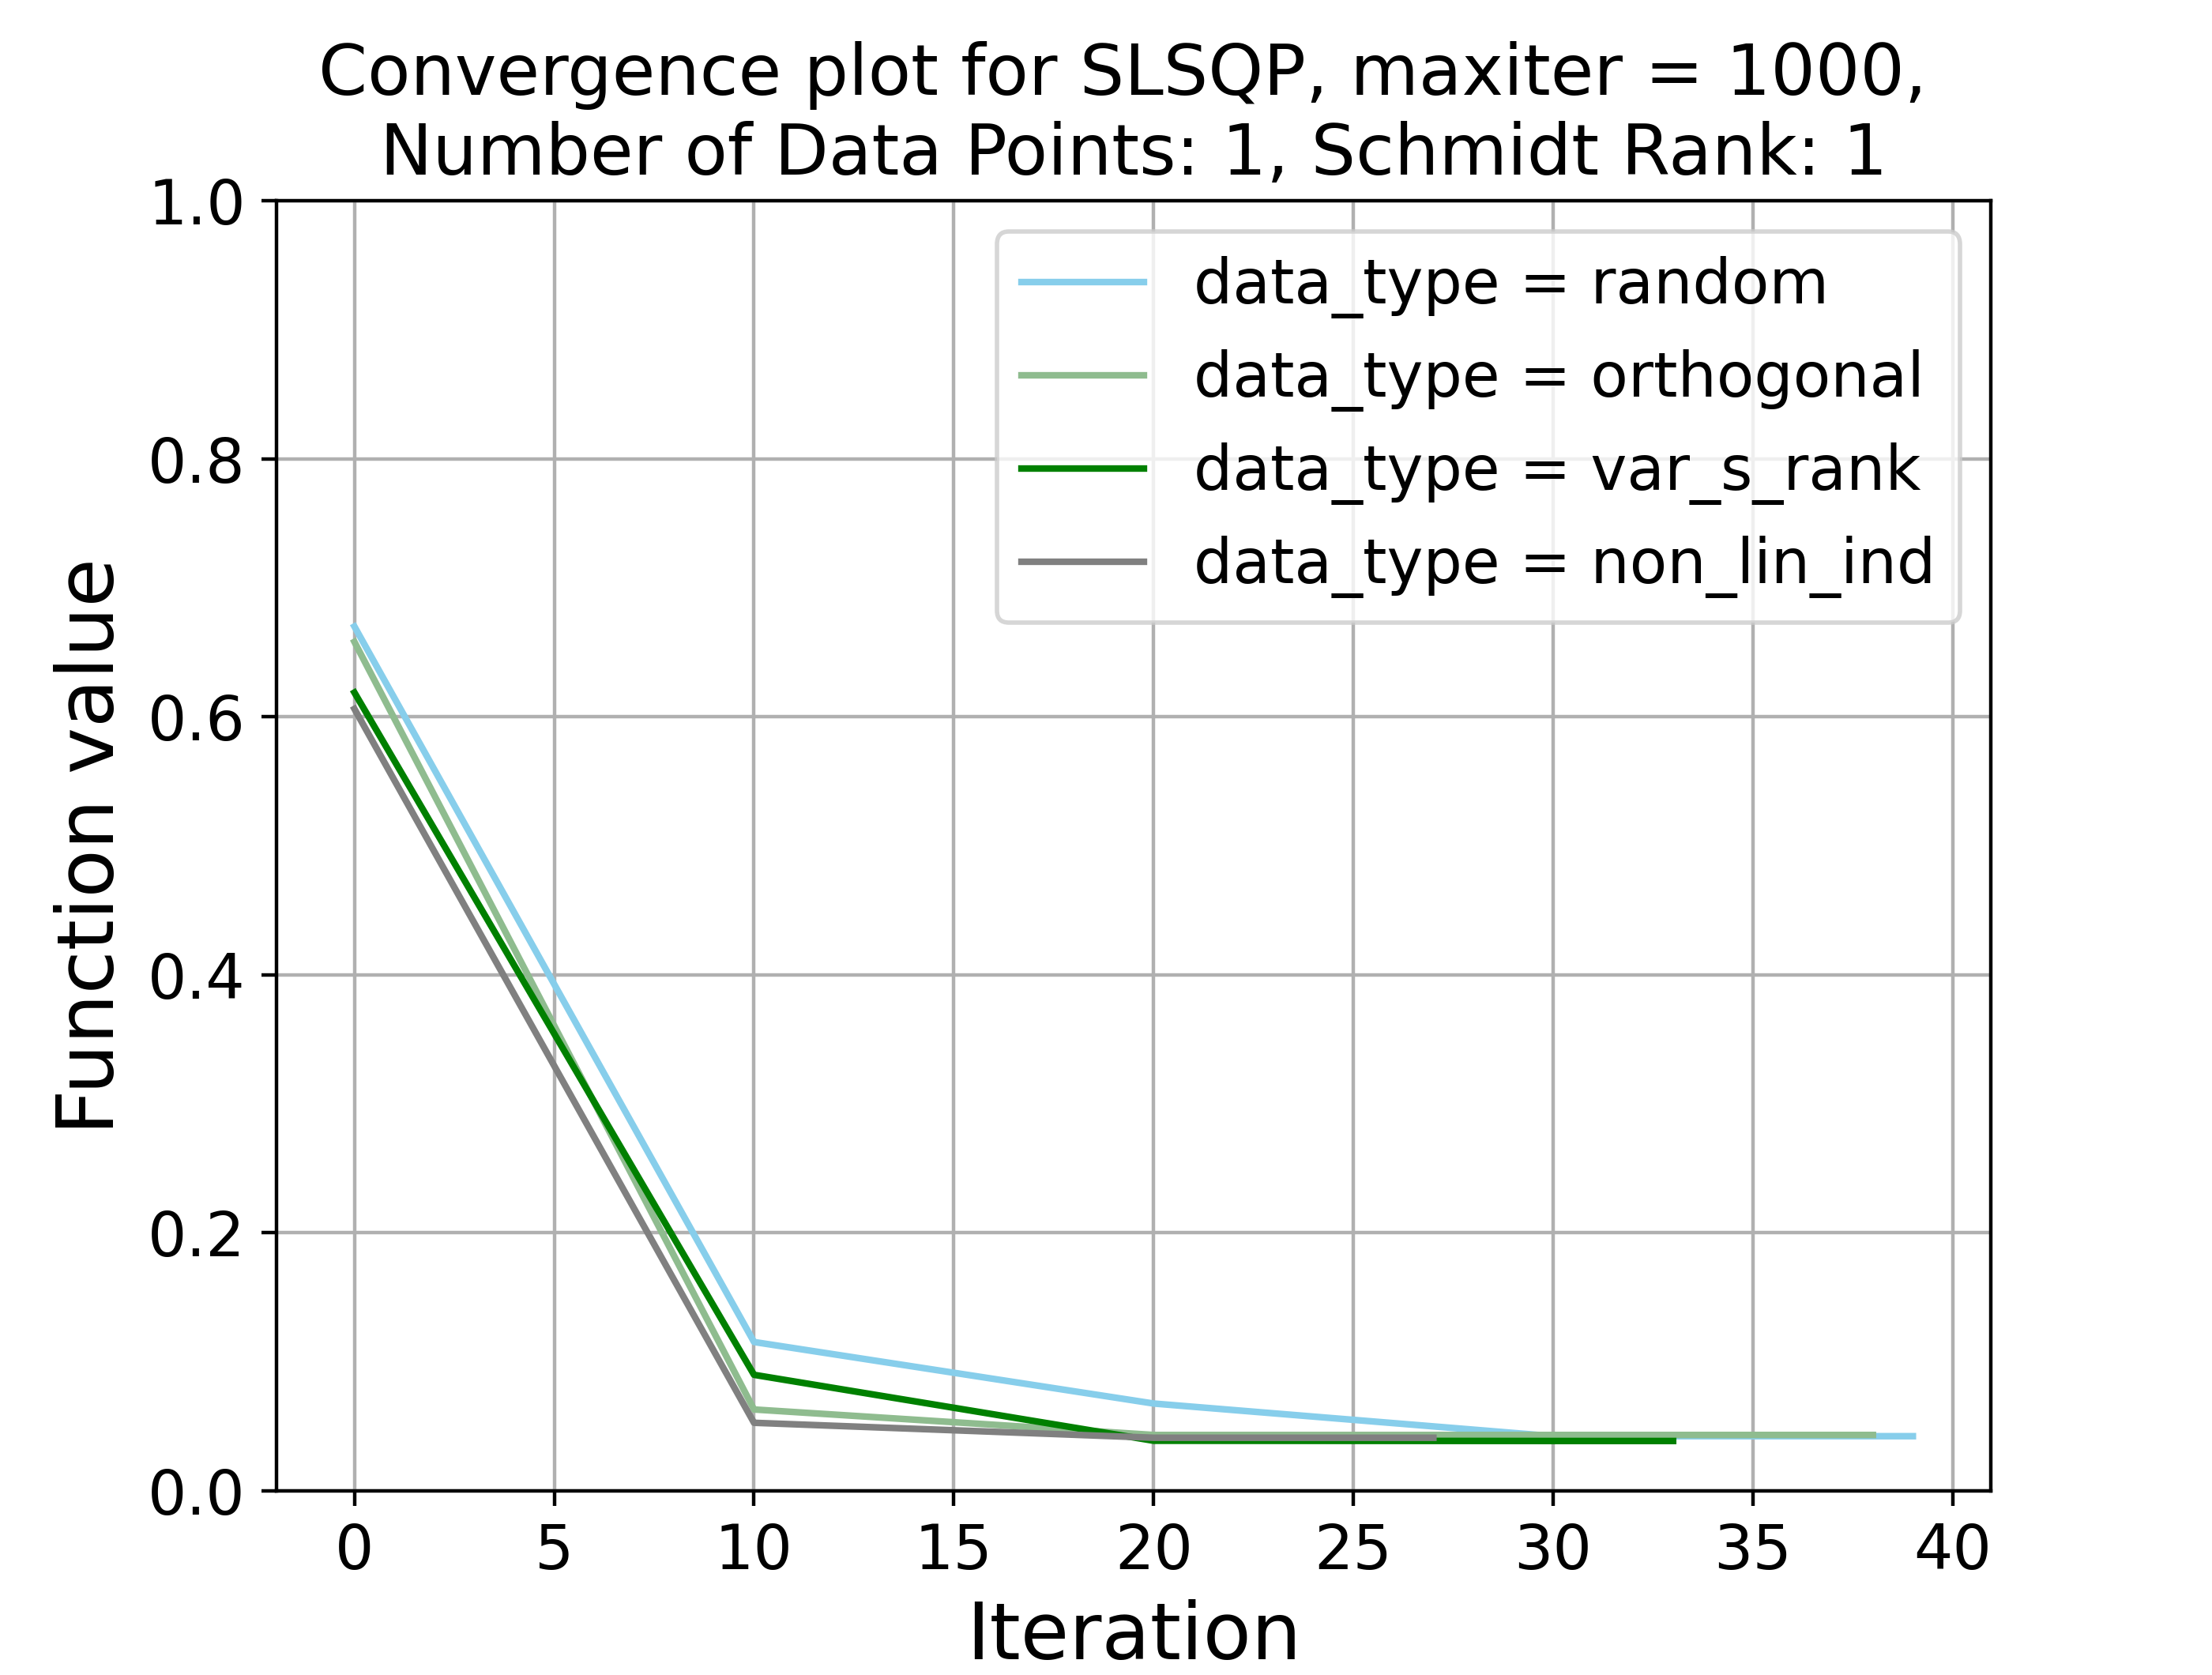 Convergence plot for SLSQP, maxiter = 1000,
Number of Data Points: 1, Schmidt Rank: 1
1.0
0.8
0.6
0.4
0.2
0.0
Function value
data_type = random
data_type = orthogonal
data_type = var_s_rank
data_type = non_lin_ind
0 5 10 15 20 25 30 35 40
Iteration